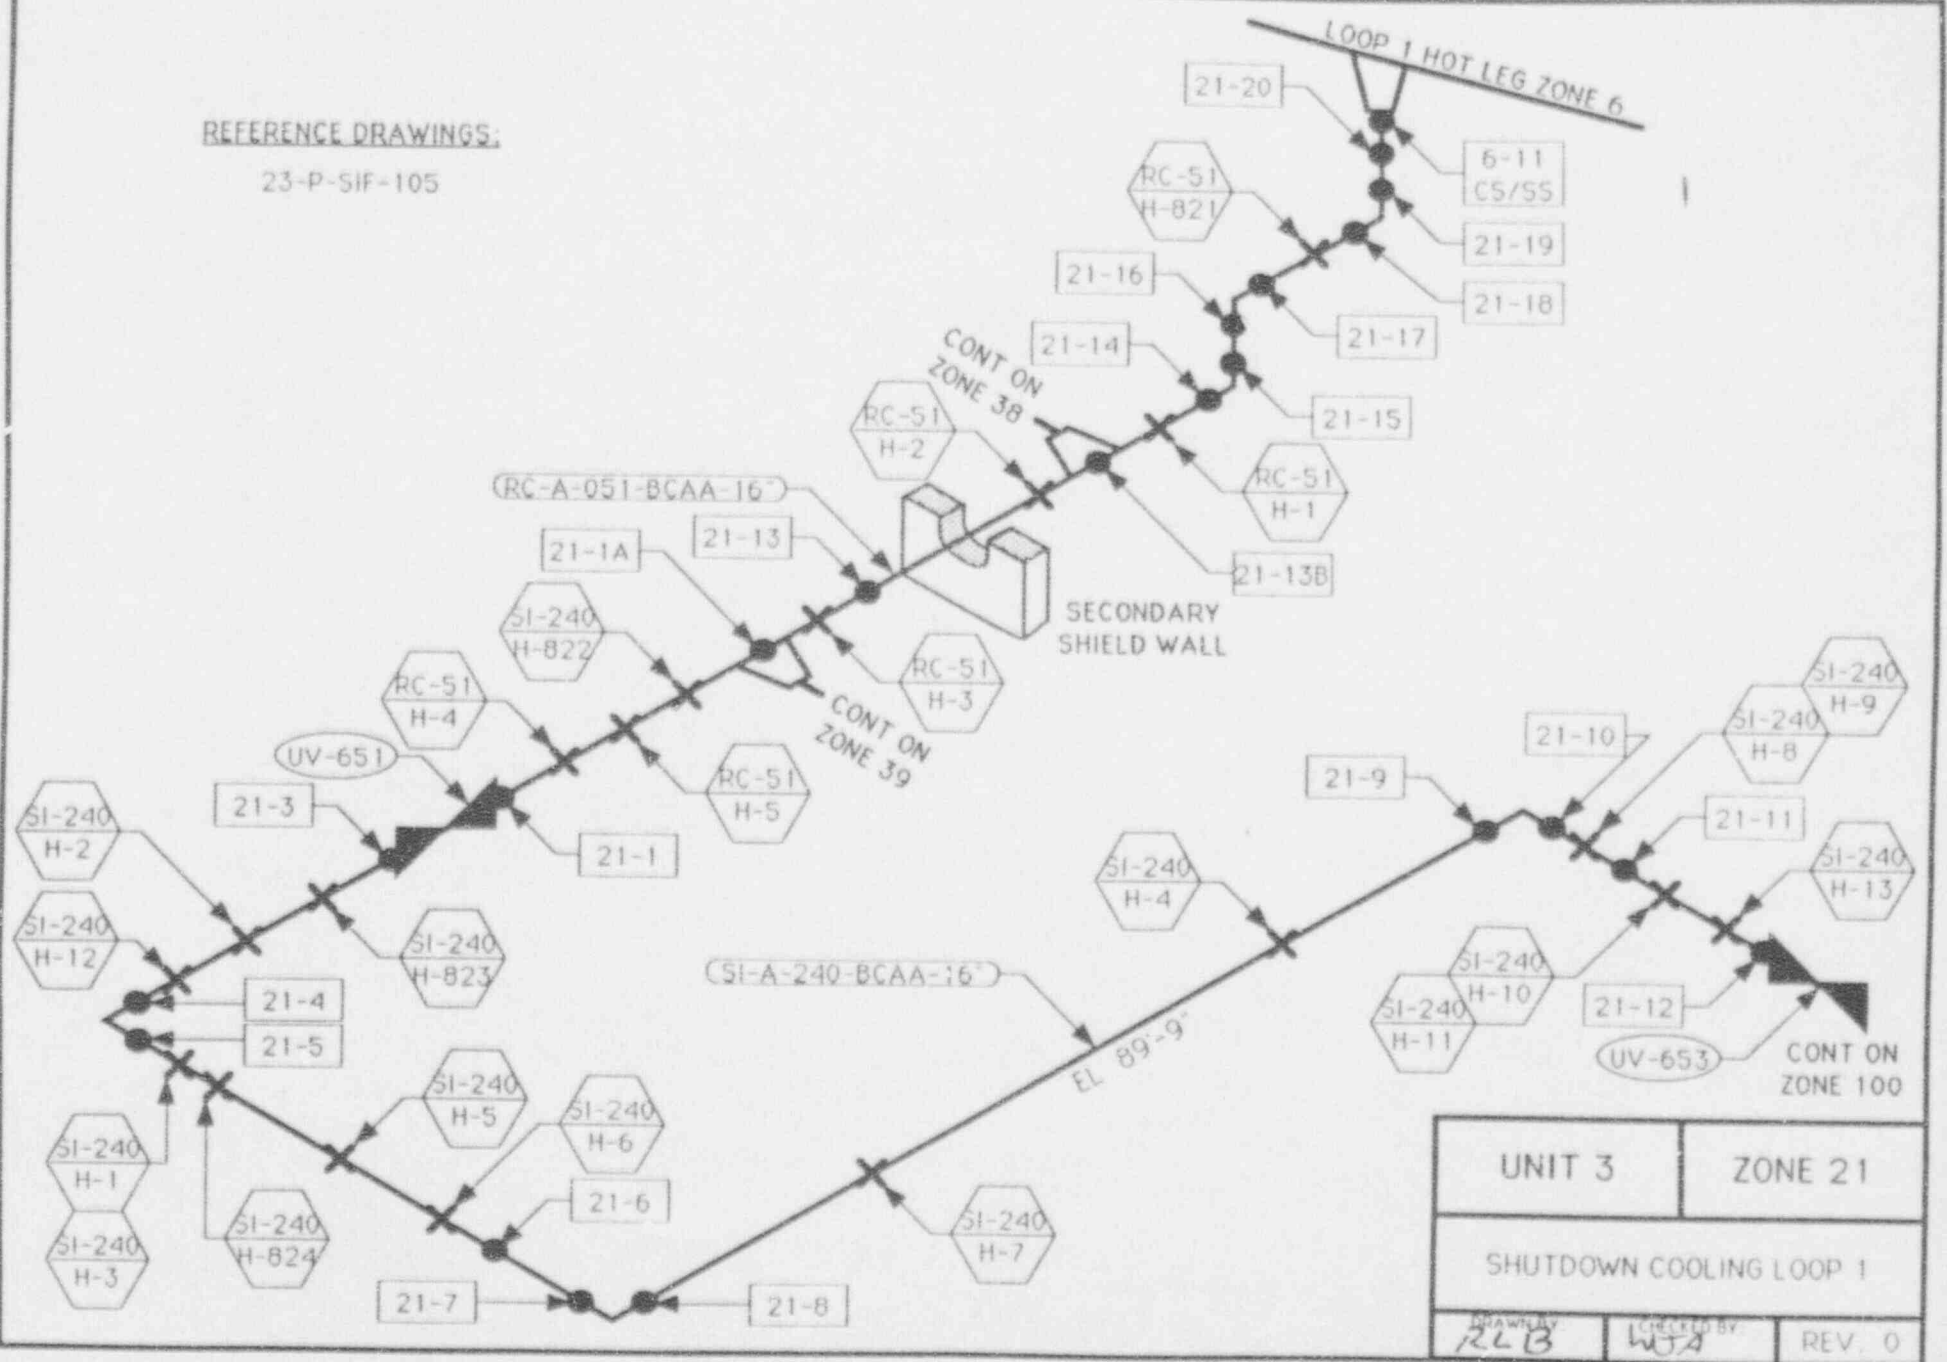 LOOP 1 HOT LEG ZONE 6
REFERENCE DRAWINGS:
23-P-SIF-105
21-20
6-11
CS/SS
RC-51
H-821
21-19
21-16
21-18
21-17
21-14
CONT ON
ZONE 38
RC-51
H-2
21-15
RC-51
H-1
RC-A-051-BCAA-16"
21-13
21-1A
21-13B
SI-240
H-822
SECONDARY
SHIELD WALL
RC-51
H-3
RC-51
H-4
CONT ON
ZONE 39
UV-651
RC-51
H-5
21-3
21-1
SI-240
H-2
SI-240
H-12
SI-240
H-823
21-4
21-5
SI-240
H-9
SI-240
H-8
21-10
21-9
21-11
SI-240
H-13
SI-240
H-4
SI-A-240-BCAA-16"
SI-240
H-10
SI-240
H-11
21-12
UV-653
CONT ON
ZONE 100
EL 89'-9"
SI-240
H-5
SI-240
H-6
SI-240
H-1
SI-240
H-3
SI-240
H-824
21-6
SI-240
H-7
21-7
21-8
UNIT 3
ZONE 21
SHUTDOWN COOLING LOOP 1
DRAWN BY
RLB
CHECKED BY
WJA
REV. 0